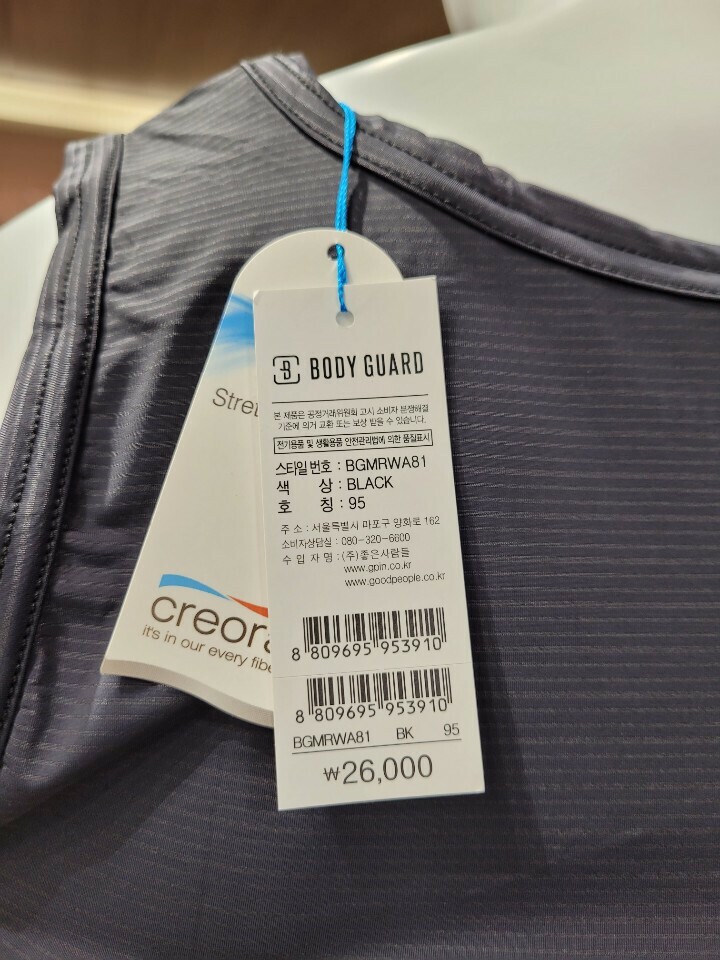 BODY GUARD
본 제품은 공정거래위원회 고시 소비자 분쟁해결
기준에 의거 교환 또는 보상 받을 수 있습니다.
전기용품 및 생활용품 안전관리법에 의한 품질표시
스타일번호 : BGMRWA81
색 상 : BLACK
호 칭 : 95
주 소 : 서울특별시 마포구 양화로 162
소비자상담실 : 080-320-6600
수 입 자 명 : (주)좋은사람들
www.gpin.co.kr
www.goodpeople.co.kr
8 809695 953910
8 809695 953910
BGMRWA81 BK 95
₩26,000
it's in our every